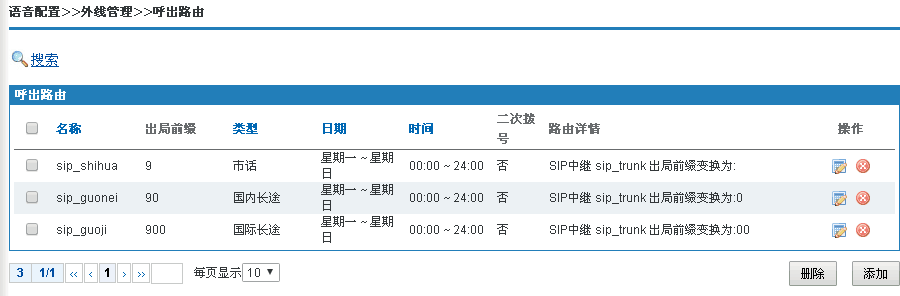 语音配置>>外线管理>>呼出路由
搜索
呼出路由
名称 出局前缀 类型 日期 时间 二次拨号 路由详情 操作
sip_shihua 9 市话 星期一 ~ 星期日 00:00 ~ 24:00 否 SIP中继 sip_trunk 出局前缀变换为:
sip_guonei 90 国内长途 星期一 ~ 星期日 00:00 ~ 24:00 否 SIP中继 sip_trunk 出局前缀变换为:0
sip_guoji 900 国际长途 星期一 ~ 星期日 00:00 ~ 24:00 否 SIP中继 sip_trunk 出局前缀变换为:00
3 1/1 « ‹ 1 › » 每页显示 10 删除 添加